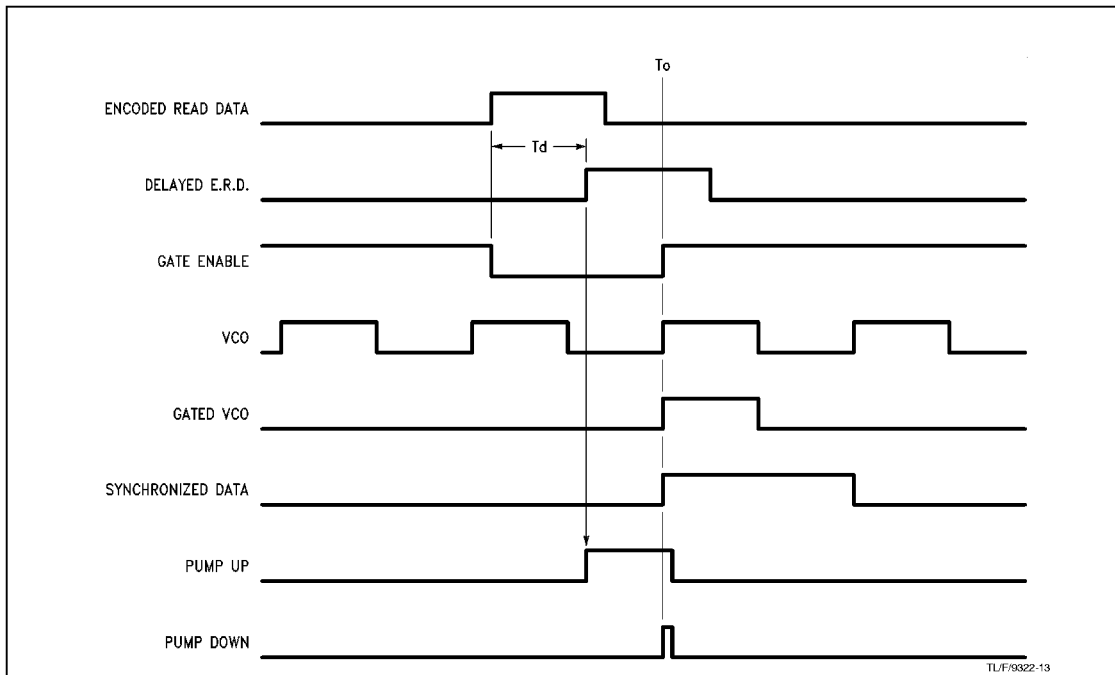 To
ENCODED READ DATA
Td
DELAYED E.R.D.
GATE ENABLE
VCO
GATED VCO
SYNCHRONIZED DATA
PUMP UP
PUMP DOWN
TL/F/9322-13